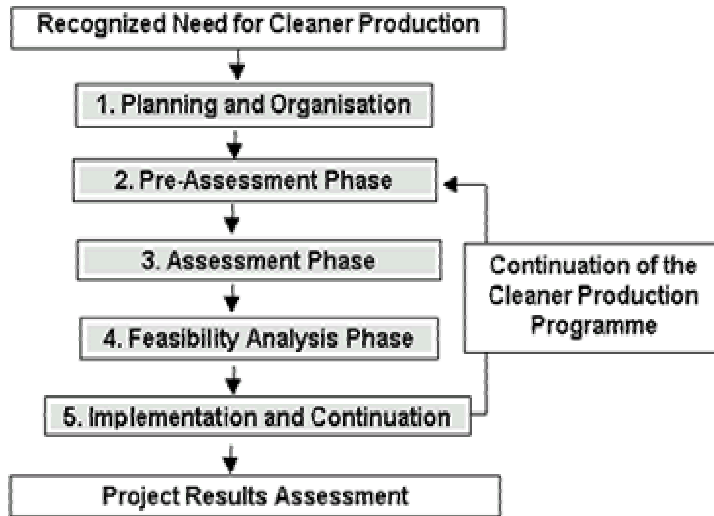 Recognized Need for Cleaner Production
1. Planning and Organisation
2. Pre-Assessment Phase
3. Assessment Phase
4. Feasibility Analysis Phase
5. Implementation and Continuation
Project Results Assessment
Continuation of the
Cleaner Production
Programme